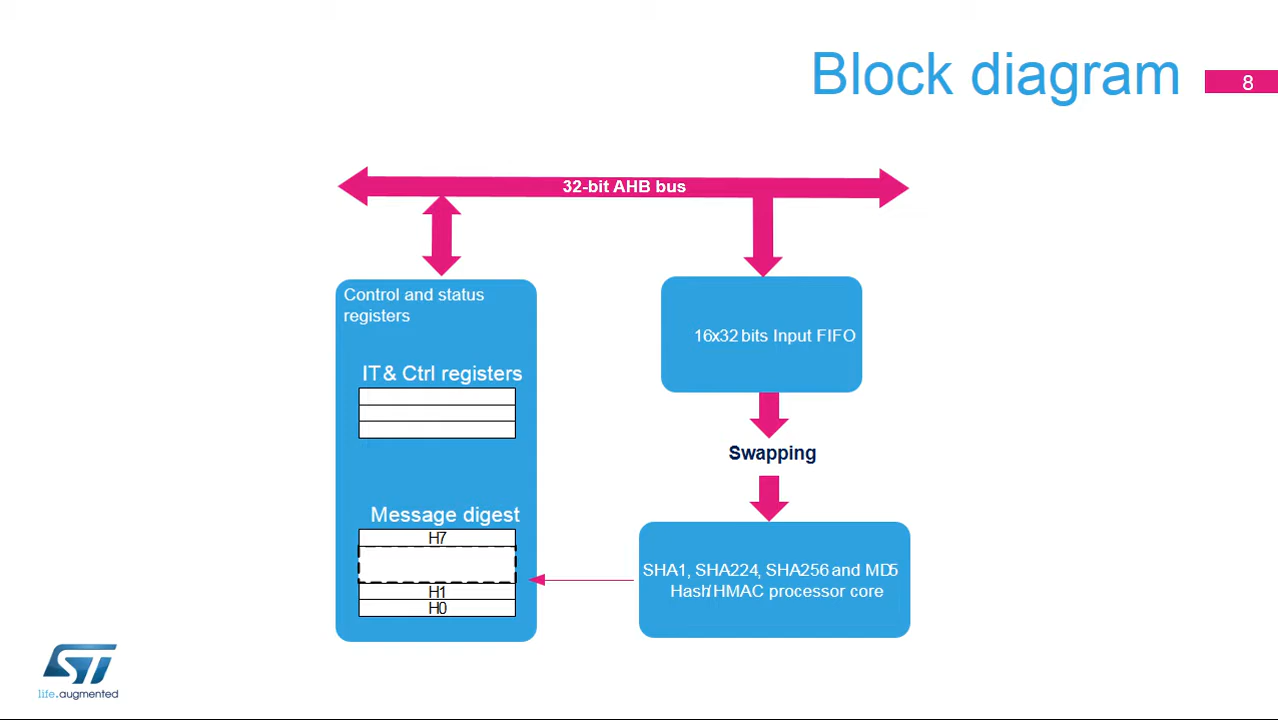 Block diagram
8
32-bit AHB bus
Control and status
registers
16x32 bits Input FIFO
IT & Ctrl registers
Swapping
Message digest
H7
H1
H0
SHA1, SHA224, SHA256 and MD5
Hash/HMAC processor core
ST
life.augmented